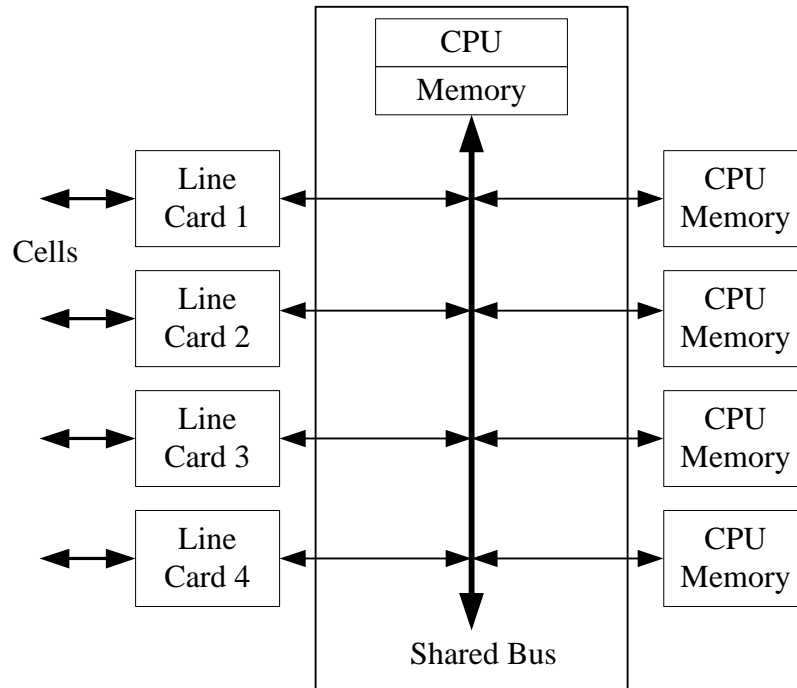 CPU
Memory
Line
Card 1
CPU
Memory
Cells
Line
Card 2
CPU
Memory
Line
Card 3
CPU
Memory
Line
Card 4
CPU
Memory
Shared Bus